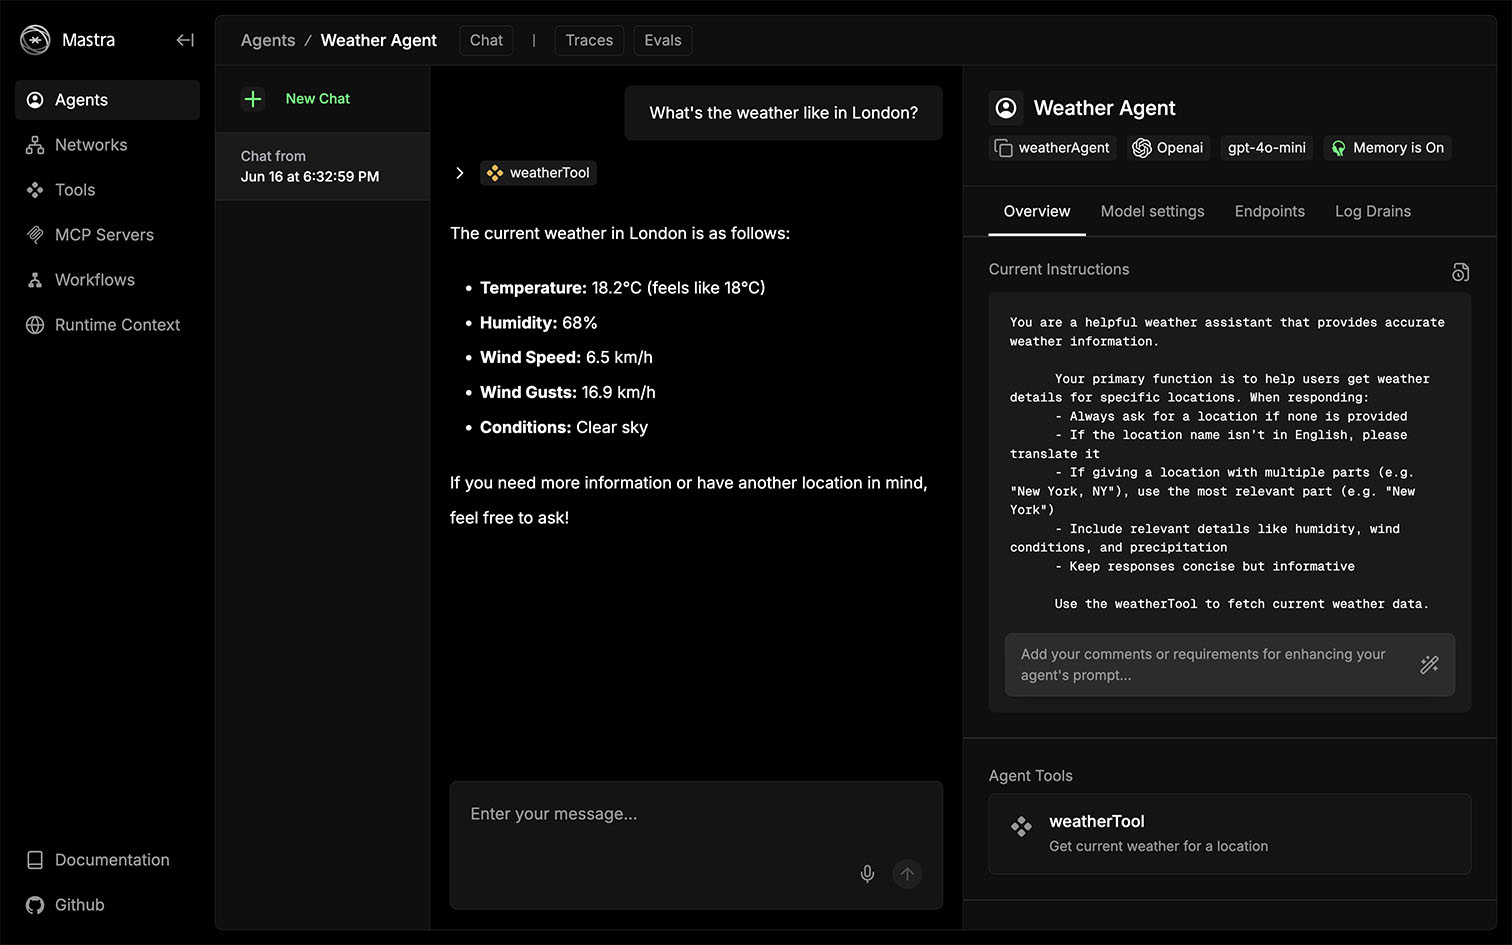 Mastra
Agents
Networks
Tools
MCP Servers
Workflows
Runtime Context
Documentation
Github
Agents / Weather Agent
Chat | Traces Evals
New Chat
Chat from
Jun 16 at 6:32:59 PM
What's the weather like in London?
weatherTool
The current weather in London is as follows:
• Temperature: 18.2°C (feels like 18°C)
• Humidity: 68%
• Wind Speed: 6.5 km/h
• Wind Gusts: 16.9 km/h
• Conditions: Clear sky
If you need more information or have another location in mind,
feel free to ask!
Enter your message...
Weather Agent
weatherAgent Openai gpt-4o-mini Memory is On
Overview Model settings Endpoints Log Drains
Current Instructions
You are a helpful weather assistant that provides accurate
weather information.
Your primary function is to help users get weather
details for specific locations. When responding:
- Always ask for a location if none is provided
- If the location name isn't in English, please
translate it
- If giving a location with multiple parts (e.g.
"New York, NY"), use the most relevant part (e.g. "New
York")
- Include relevant details like humidity, wind
conditions, and precipitation
- Keep responses concise but informative
Use the weatherTool to fetch current weather data.
Add your comments or requirements for enhancing your
agent's prompt...
Agent Tools
weatherTool
Get current weather for a location